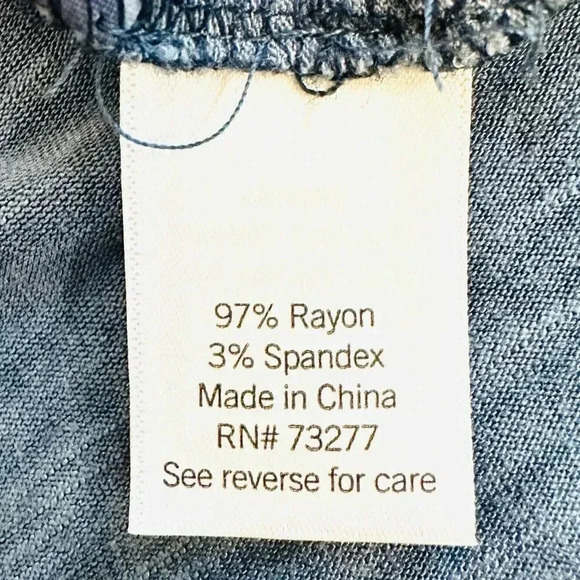 97% Rayon
3% Spandex
Made in China
RN# 73277
See reverse for care